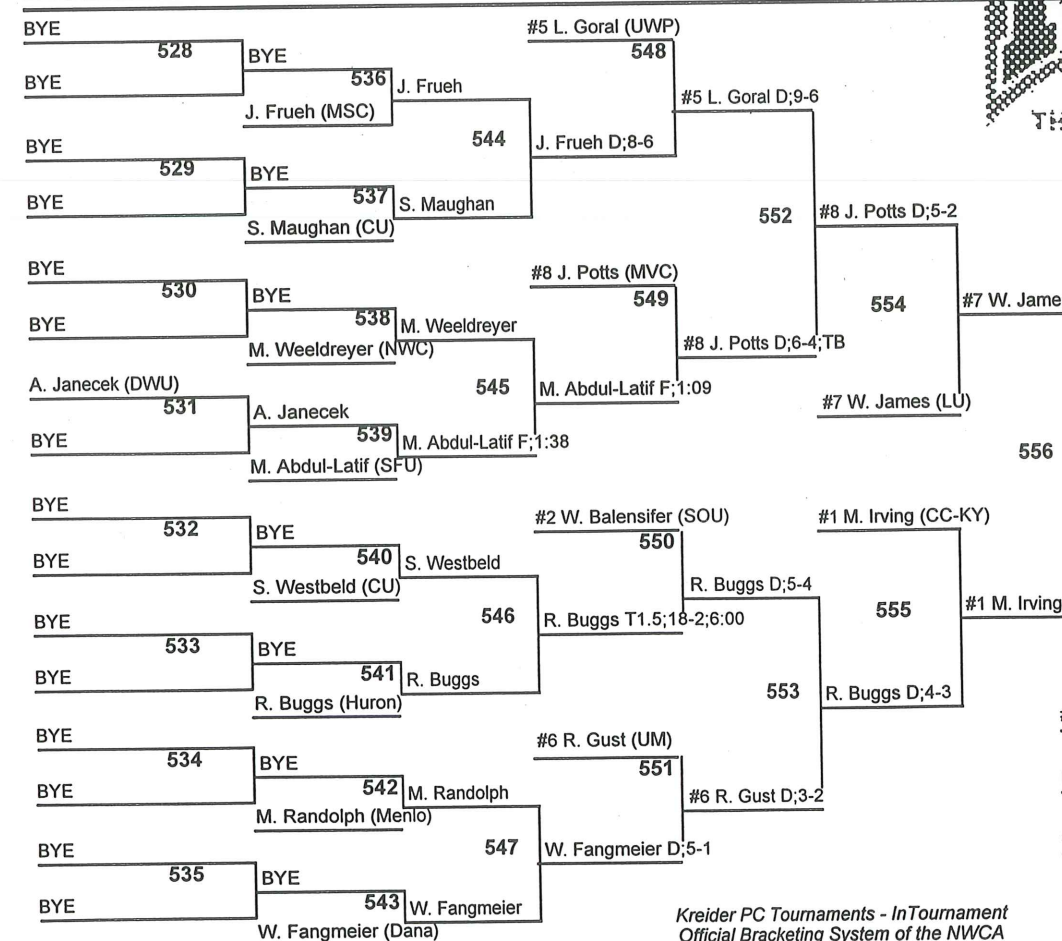 BYE
528
BYE
BYE
536
J. Frueh (MSC)
J. Frueh
BYE
529
BYE
BYE
537
S. Maughan (CU)
S. Maughan
544
J. Frueh D;8-6
#5 L. Goral (UWP)
548
#5 L. Goral D;9-6
BYE
530
BYE
BYE
538
M. Weeldreyer (NWC)
M. Weeldreyer
A. Janecek (DWU)
531
BYE
A. Janecek
539
M. Abdul-Latif (SFU)
M. Abdul-Latif F;1:38
545
M. Abdul-Latif F;1:09
#8 J. Potts (MVC)
549
#8 J. Potts D;6-4;TB
552
#8 J. Potts D;5-2
554
#7 W. James (LU)
#7 W. Jame
556
BYE
532
BYE
BYE
540
S. Westbeld (CU)
S. Westbeld
BYE
533
BYE
BYE
541
R. Buggs (Huron)
R. Buggs
546
R. Buggs T1.5;18-2;6:00
#2 W. Balensifer (SOU)
550
R. Buggs D;5-4
BYE
534
BYE
BYE
542
M. Randolph (Menlo)
M. Randolph
BYE
535
BYE
BYE
543
W. Fangmeier (Dana)
W. Fangmeier
547
W. Fangmeier D;5-1
#6 R. Gust (UM)
551
#6 R. Gust D;3-2
553
R. Buggs D;4-3
#1 M. Irving (CC-KY)
555
#1 M. Irving
Kreider PC Tournaments - InTournament
Official Bracketing System of the NWCA